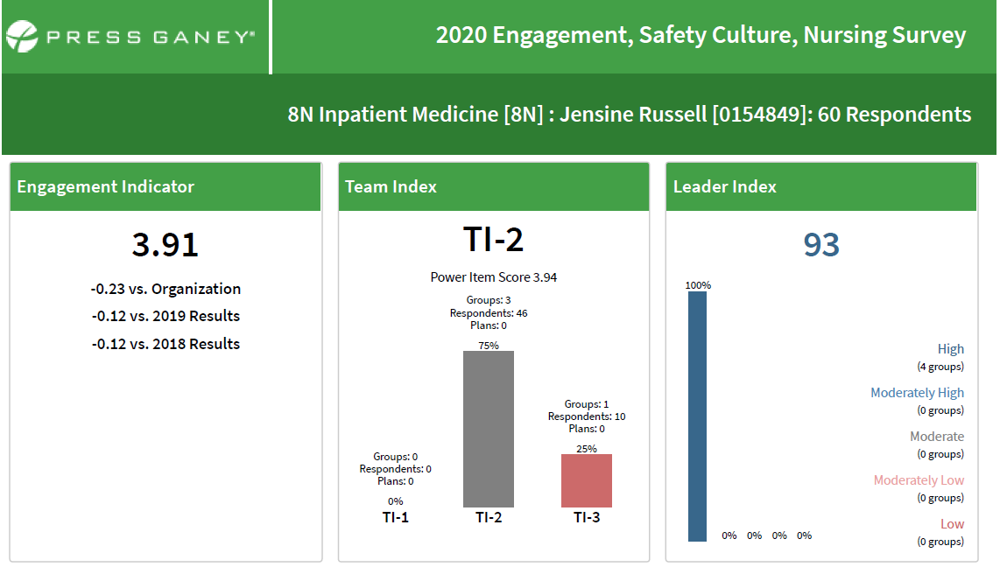 PRESS GANEY®
2020 Engagement, Safety Culture, Nursing Survey
8N Inpatient Medicine [8N] : Jensine Russell [0154849]: 60 Respondents
Engagement Indicator
3.91
-0.23 vs. Organization
-0.12 vs. 2019 Results
-0.12 vs. 2018 Results
Team Index
TI-2
Power Item Score 3.94
Groups: 0
Respondents: 0
Plans: 0
0%
TI-1
Groups: 3
Respondents: 46
Plans: 0
75%
TI-2
Groups: 1
Respondents: 10
Plans: 0
25%
TI-3
Leader Index
93
100%
0% 0% 0% 0%
High
(4 groups)
Moderately High
(0 groups)
Moderate
(0 groups)
Moderately Low
(0 groups)
Low
(0 groups)